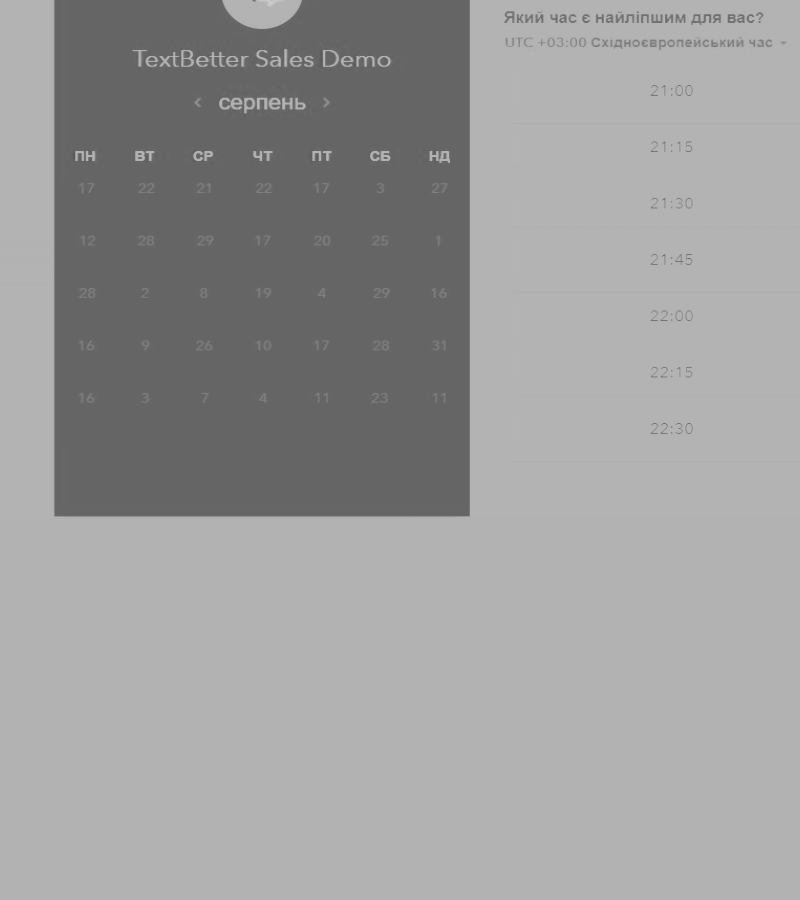 TextBetter Sales Demo
серпень
ПН ВТ СР ЧТ ПТ СБ НД
17 22 21 22 17 3 27
12 28 29 17 20 25 1
28 2 8 19 4 29 16
16 9 26 10 17 28 31
16 3 7 4 11 23 11
Який час є найліпшим для вас?
UTC +03:00 Східноєвропейський час
21:00
21:15
21:30
21:45
22:00
22:15
22:30